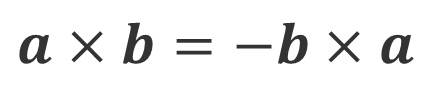 a × b = −b × a